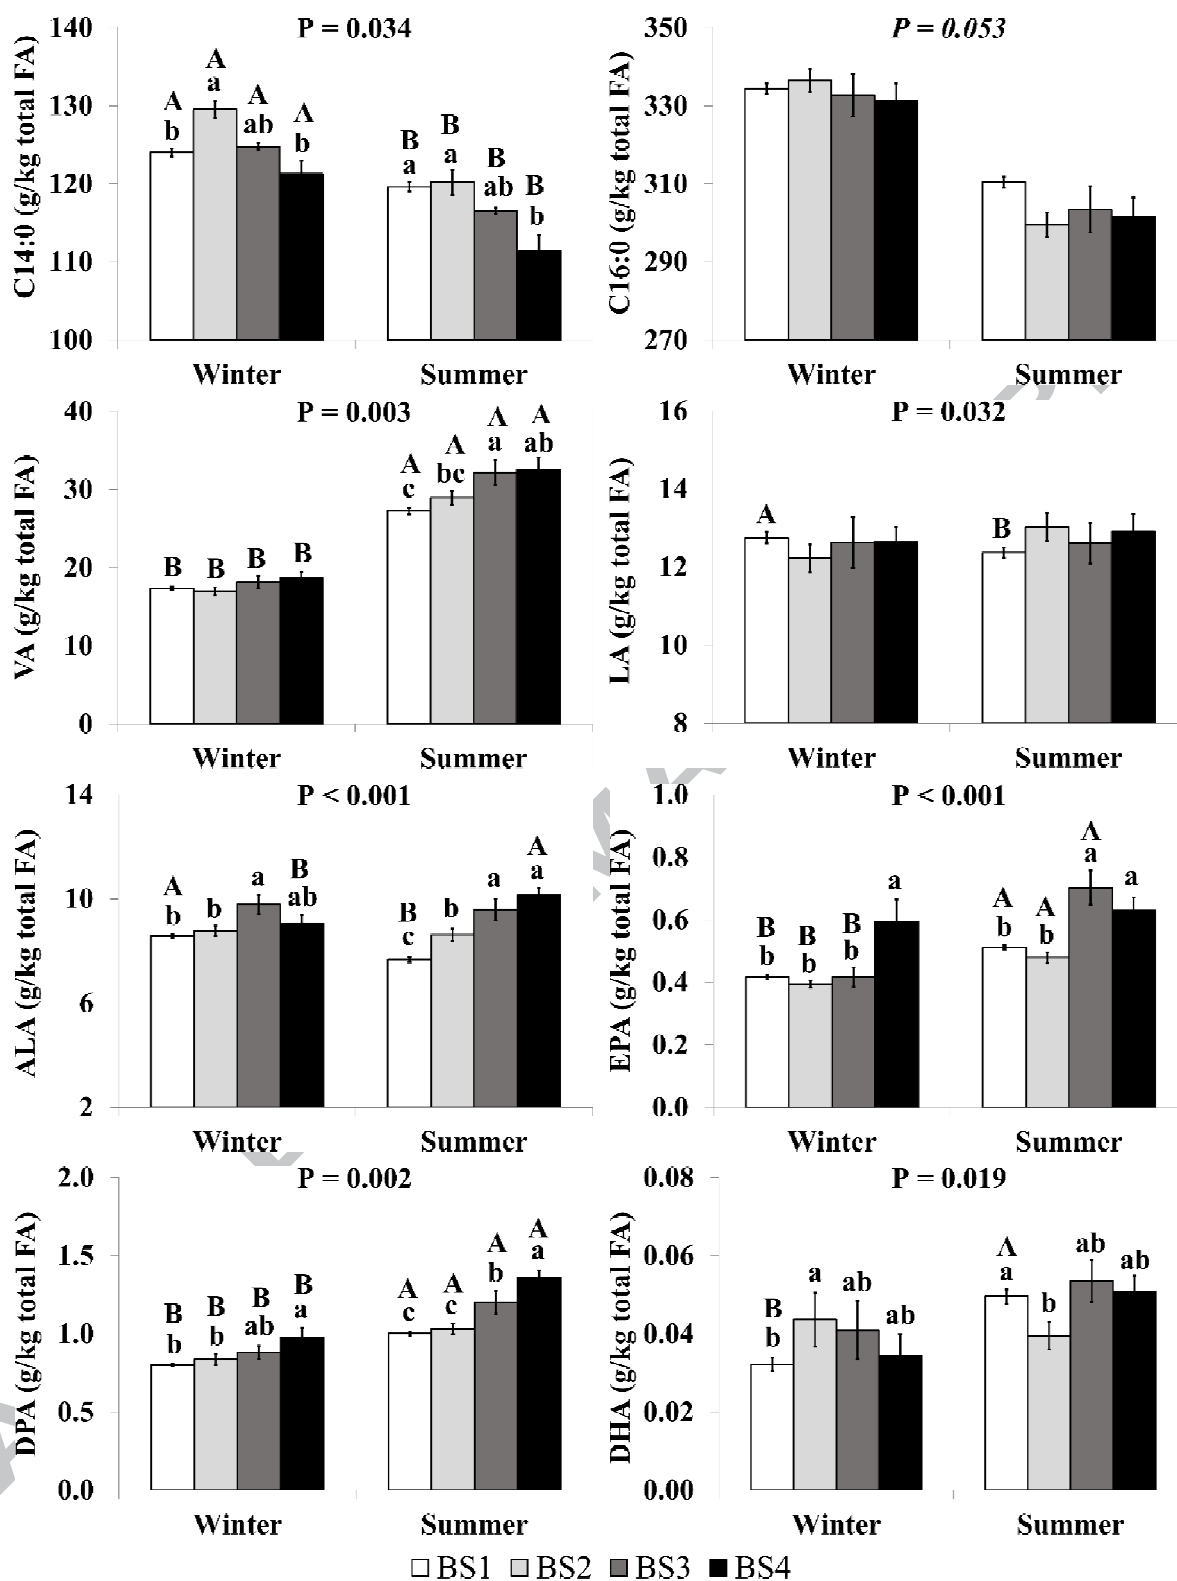 P = 0.034
C14:0 (g/kg total FA)
140
130
120
110
100
A
b
A
a
A
ab
A
b
B
a
B
a
B
ab
B
b
Winter
Summer
P = 0.053
C16:0 (g/kg total FA)
350
330
310
290
270
Winter
Summer
P = 0.003
VA (g/kg total FA)
40
30
20
10
0
B
B
B
B
A
c
A
bc
A
a
A
ab
Winter
Summer
P = 0.032
LA (g/kg total FA)
16
14
12
10
8
A
B
Winter
Summer
P < 0.001
ALA (g/kg total FA)
14
10
6
2
A
b
b
a
B
ab
B
c
b
a
A
a
Winter
Summer
P < 0.001
EPA (g/kg total FA)
1.0
0.8
0.6
0.4
0.2
0.0
B
b
B
b
B
b
a
A
b
A
b
A
a
a
Winter
Summer
P = 0.002
DPA (g/kg total FA)
2.0
1.5
1.0
0.5
0.0
B
b
B
b
B
ab
B
a
A
c
A
c
A
b
A
a
Winter
Summer
P = 0.019
DHA (g/kg total FA)
0.08
0.06
0.04
0.02
0.00
B
b
a
ab
ab
A
a
b
ab
ab
Winter
Summer
BS1 BS2 BS3 BS4